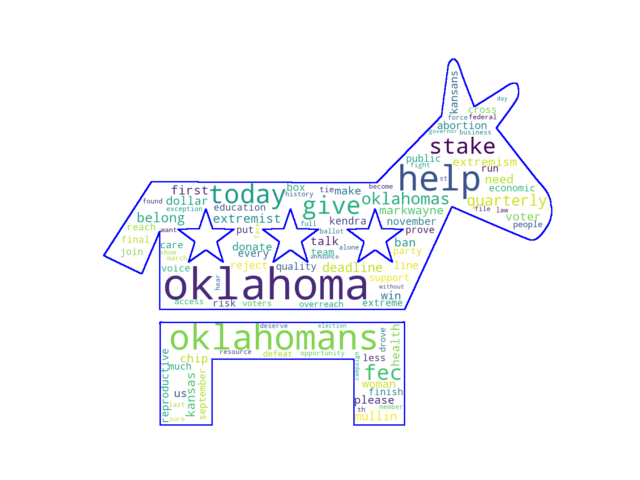 kansans
day
cross
force federal
abortion
governor business
stake
public
fight
extremism
run
help
st
need
economic
quarterly
file law
voter
people
first
today
box
history
tie make
become
found
dollar
exception
education
give
oklahomas
markwayne
belong
extremist
full
kendra
november
prove
reach
want
put
ballot
final
talk
ban
join
care
show
march
donate
every
team
alone
party
announce
voice
reject
quality
deadline
line
hear
oklahoma
support
without
win
access
risk
voters
overreach
extreme
deserve
election
oklahomans
drove
health
resource
defeat
opportunity
chip
less
much
reproductive
kansas
september
campaign
fec
woman
us
finish
please
last
th
member
sure
mullin